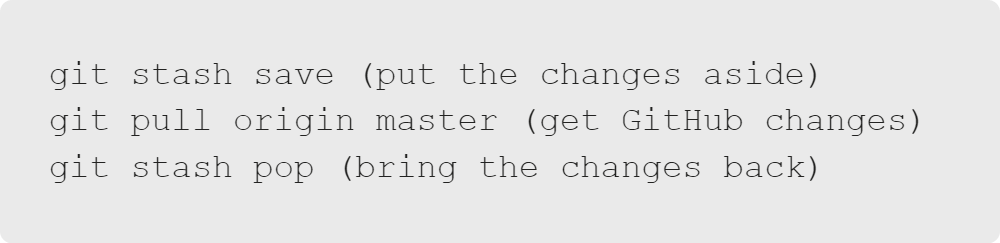 git stash save (put the changes aside)
git pull origin master (get GitHub changes)
git stash pop (bring the changes back)